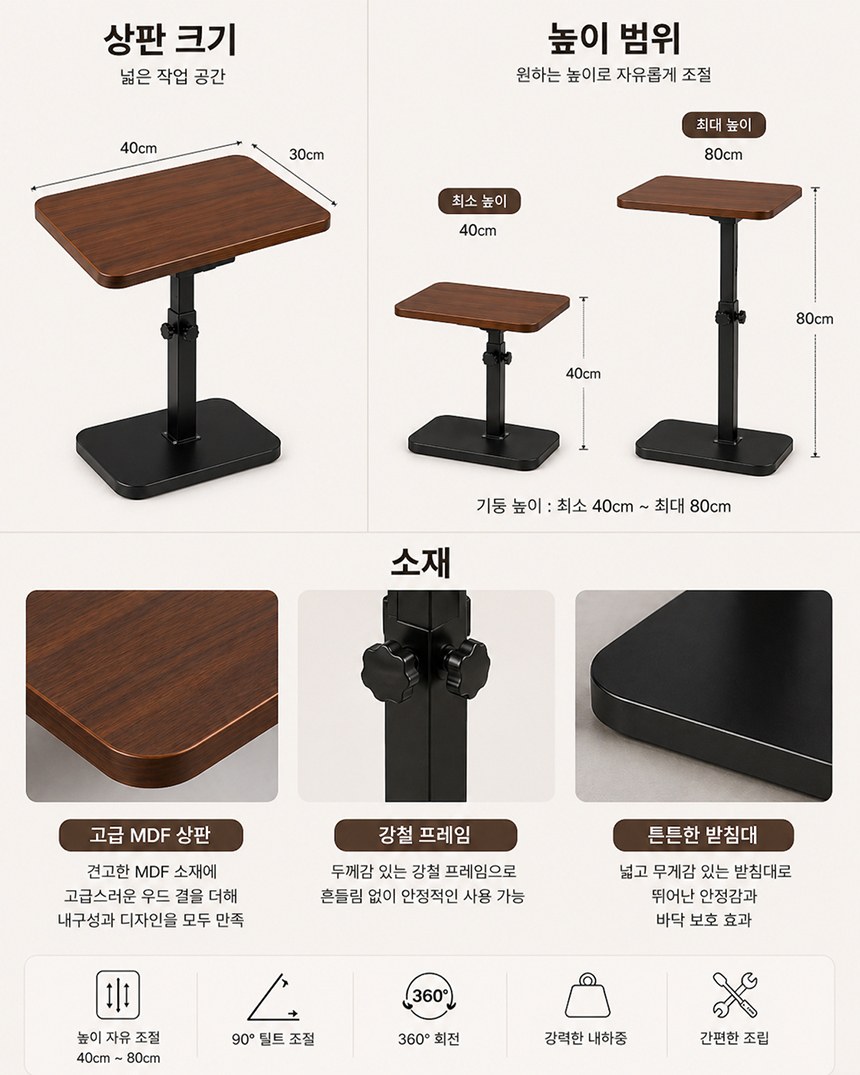 상판 크기
넓은 작업 공간
40cm
30cm
높이 범위
원하는 높이로 자유롭게 조절
최소 높이
40cm
40cm
최대 높이
80cm
80cm
기둥 높이 : 최소 40cm ~ 최대 80cm
소재
고급 MDF 상판
견고한 MDF 소재에
고급스러운 우드 결을 더해
내구성과 디자인을 모두 만족
강철 프레임
두께감 있는 강철 프레임으로
흔들림 없이 안정적인 사용 가능
튼튼한 받침대
넓고 무게감 있는 받침대로
뛰어난 안정감과
바닥 보호 효과
높이 자유 조절
40cm ~ 80cm
90° 틸트 조절
360°
360° 회전
강력한 내하중
간편한 조립